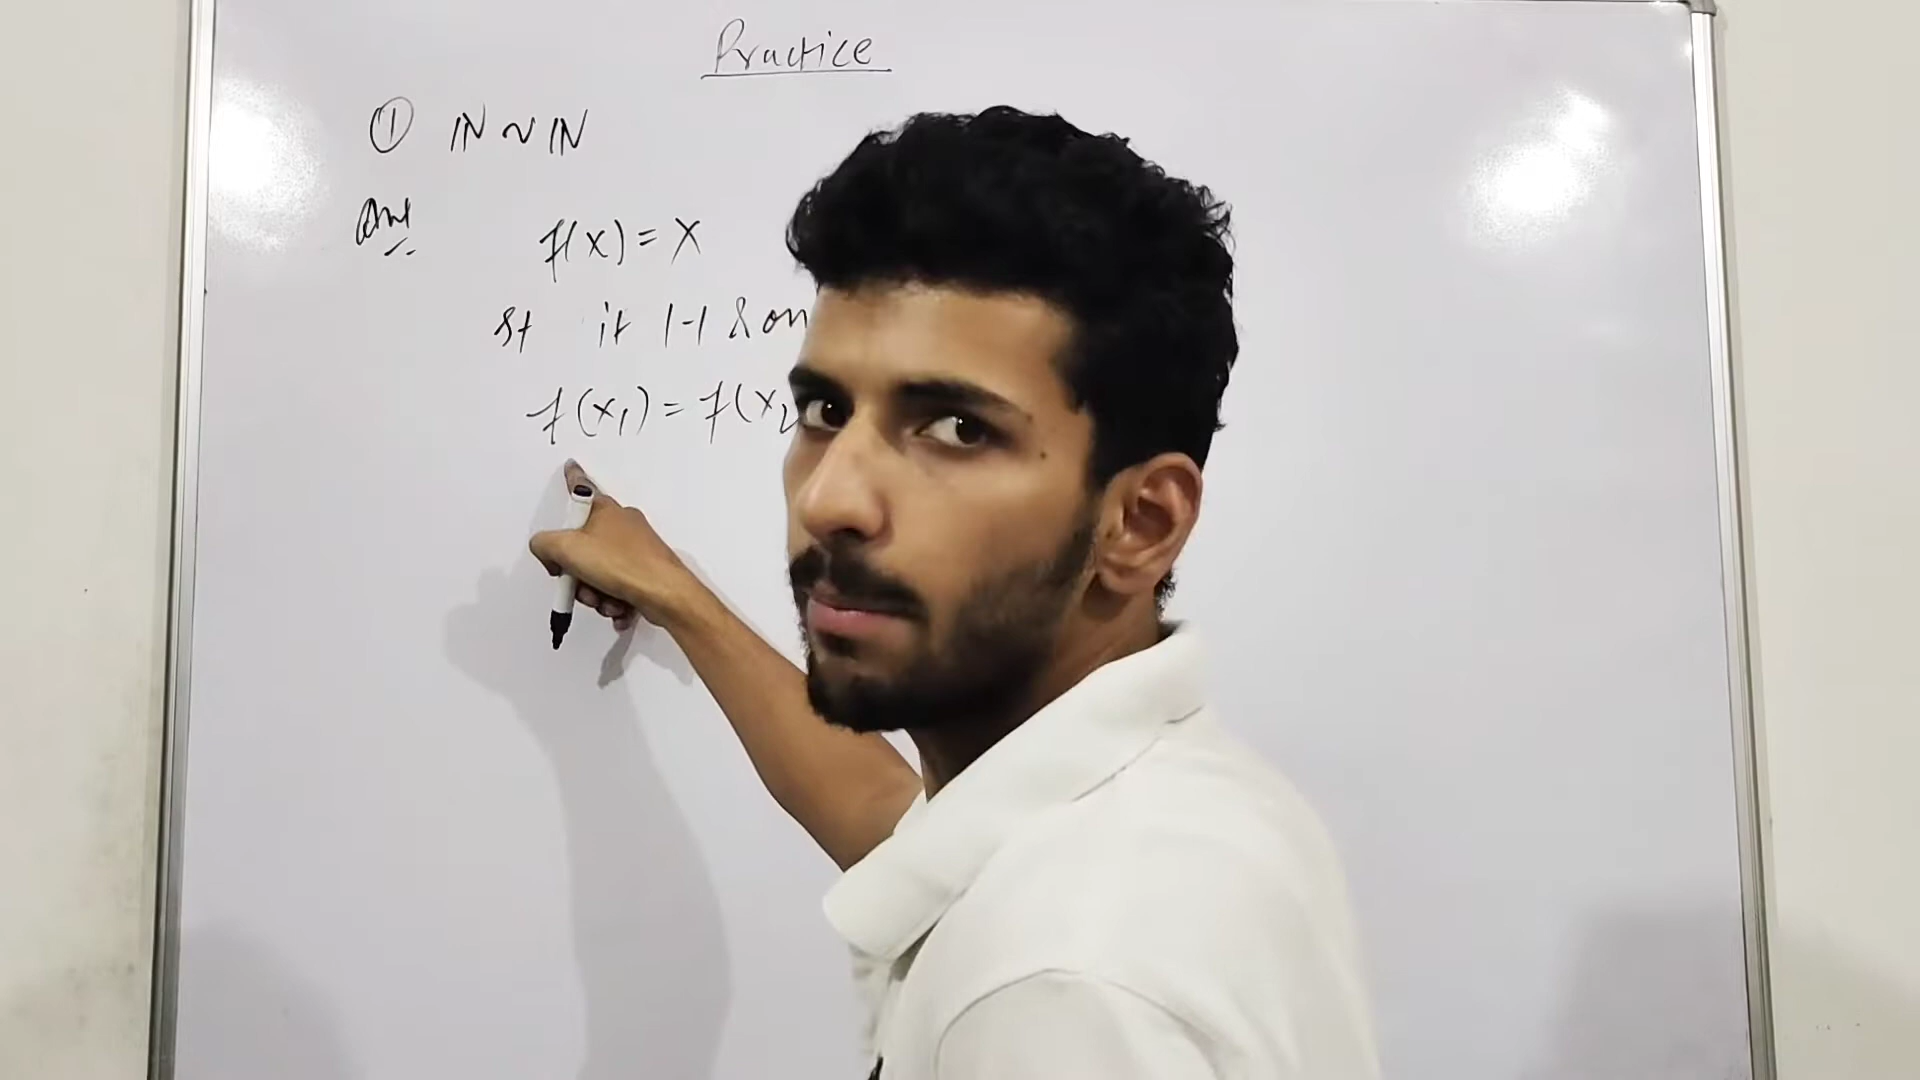 Practice
① ℕ ~ ℕ
Ans
f(x) = x
st it 1-1 & on
f(x₁) = f(x₂